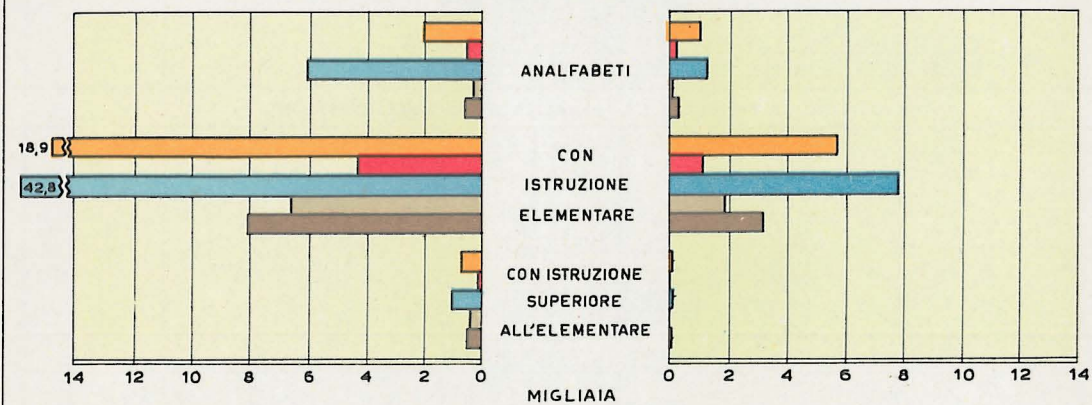 ANALFABETI
18,9
CON
42,8
ISTRUZIONE
ELEMENTARE
CON ISTRUZIONE
SUPERIORE
ALL'ELEMENTARE
14 12 10 8 6 4 2 0
0 2 4 6 8 10 12 14
MIGLIAIA